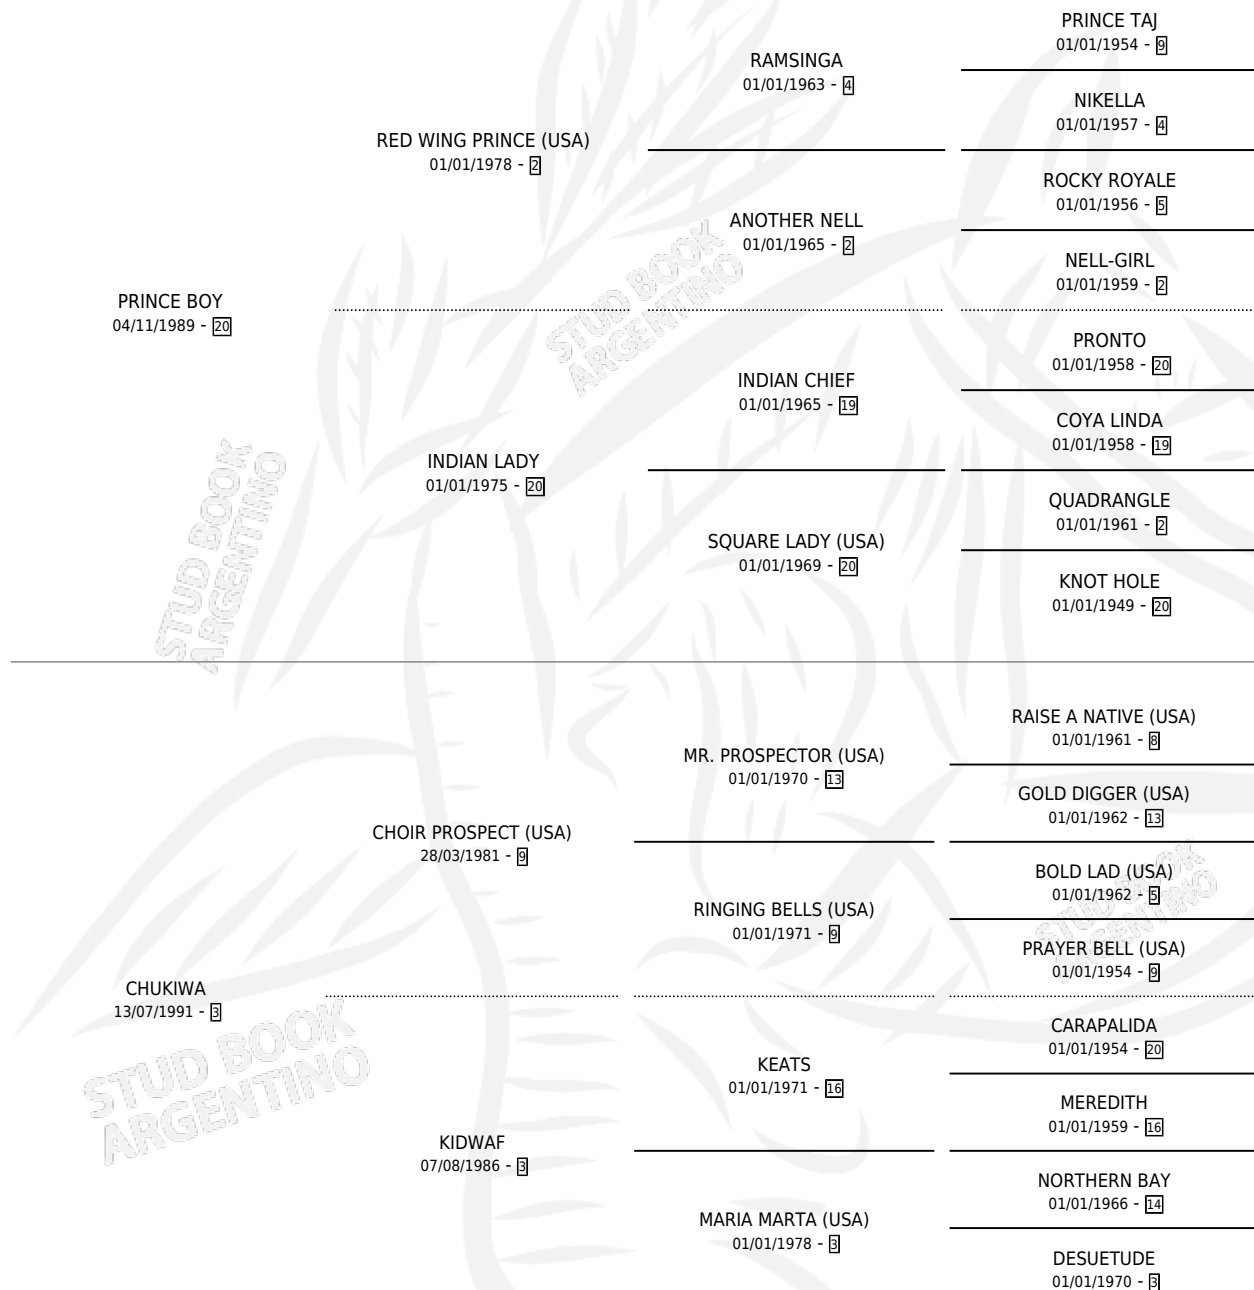 PRINCE TAJ
01/01/1954 - 9
RAMSINGA
01/01/1963 - 4
NIKELLA
01/01/1957 - 4
RED WING PRINCE (USA)
01/01/1978 - 2
ROCKY ROYALE
01/01/1956 - 5
ANOTHER NELL
01/01/1965 - 2
NELL-GIRL
01/01/1959 - 2
PRINCE BOY
04/11/1989 - 20
PRONTO
01/01/1958 - 20
INDIAN CHIEF
01/01/1965 - 19
COYA LINDA
01/01/1958 - 19
INDIAN LADY
01/01/1975 - 20
QUADRANGLE
01/01/1961 - 2
SQUARE LADY (USA)
01/01/1969 - 20
KNOT HOLE
01/01/1949 - 20
RAISE A NATIVE (USA)
01/01/1961 - 8
MR. PROSPECTOR (USA)
01/01/1970 - 13
GOLD DIGGER (USA)
01/01/1962 - 13
CHOIR PROSPECT (USA)
28/03/1981 - 9
BOLD LAD (USA)
01/01/1962 - 5
RINGING BELLS (USA)
01/01/1971 - 9
PRAYER BELL (USA)
01/01/1954 - 9
CHUKIWA
13/07/1991 - 3
CARAPALIDA
01/01/1954 - 20
KEATS
01/01/1971 - 16
MEREDITH
01/01/1959 - 16
KIDWAF
07/08/1986 - 3
NORTHERN BAY
01/01/1966 - 14
MARIA MARTA (USA)
01/01/1978 - 3
DESUETUDE
01/01/1970 - 3
STUD BOOK
ARGENTINO
STUD BOOK
ARGENTINO
STUD BOOK
ARGENTINO
STUD BOOK
ARGENTINO